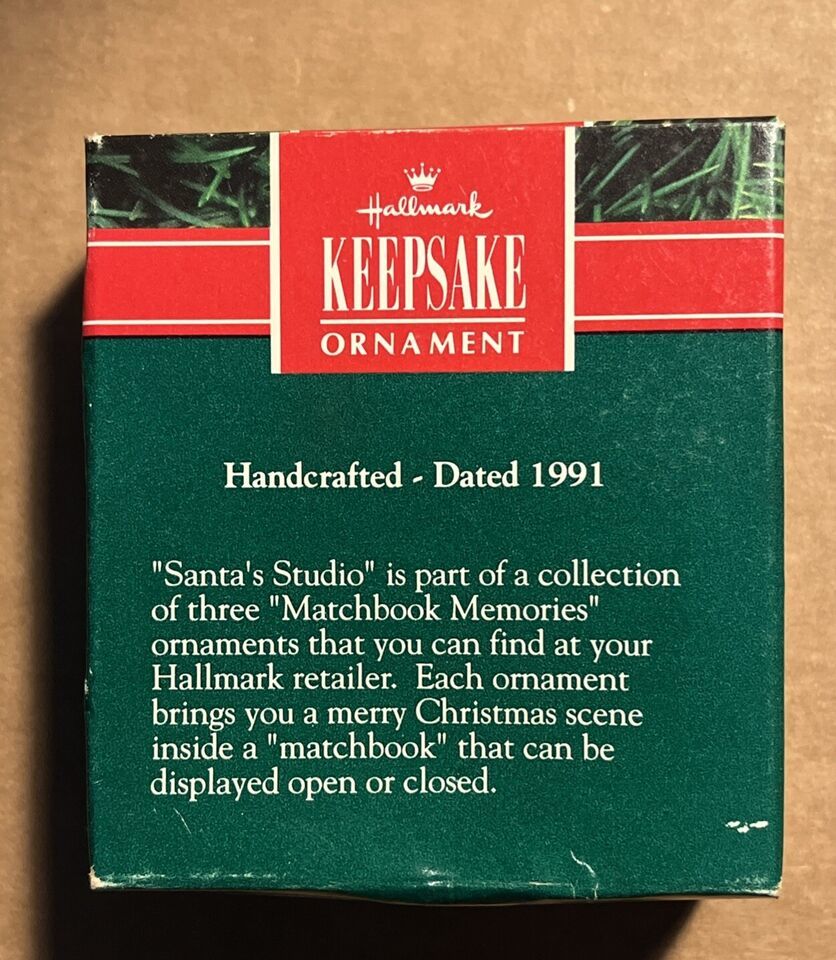 Hallmark
KEEPSAKE
ORNAMENT
Handcrafted - Dated 1991
"Santa's Studio" is part of a collection
of three "Matchbook Memories"
ornaments that you can find at your
Hallmark retailer. Each ornament
brings you a merry Christmas scene
inside a "matchbook" that can be
displayed open or closed.